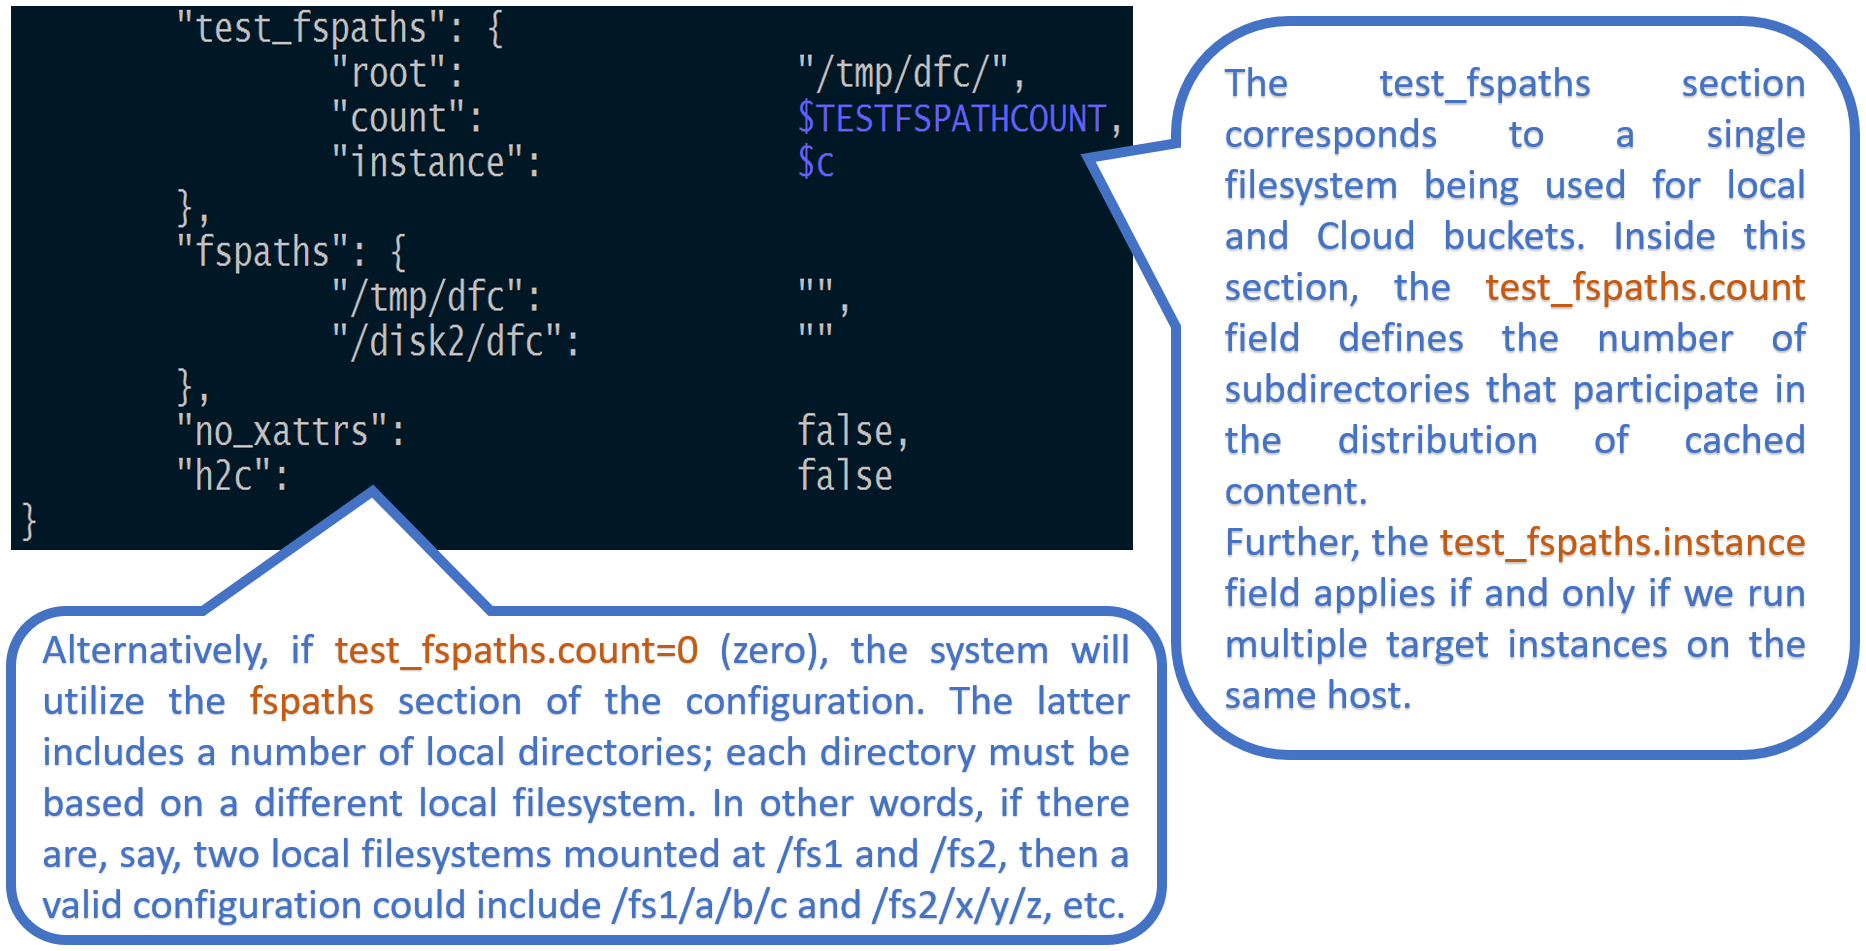 "test_fspaths": {
"root": "/tmp/dfc/",
"count": $TESTFSPATHCOUNT,
"instance": $c
},
"fspaths": {
"/tmp/dfc": "",
"/disk2/dfc": ""
},
"no_xattrs": false,
"h2c": false
}
The test_fspaths section
corresponds to a single
filesystem being used for local
and Cloud buckets. Inside this
section, the test_fspaths.count
field defines the number of
subdirectories that participate in
the distribution of cached
content.
Further, the test_fspaths.instance
field applies if and only if we run
multiple target instances on the
same host.
Alternatively, if test_fspaths.count=0 (zero), the system will
utilize the fspaths section of the configuration. The latter
includes a number of local directories; each directory must be
based on a different local filesystem. In other words, if there
are, say, two local filesystems mounted at /fs1 and /fs2, then a
valid configuration could include /fs1/a/b/c and /fs2/x/y/z, etc.